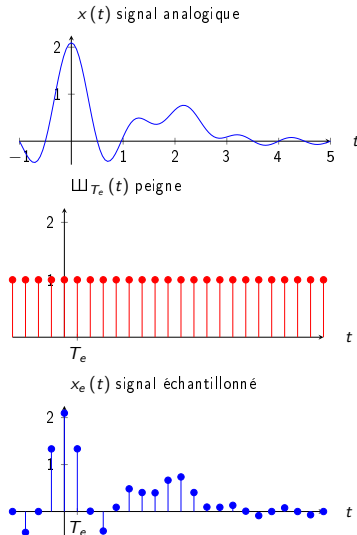 x (t) signal analogique
2
1
−1 1 2 3 4 5 t
Ш_{T_e} (t) peigne
2
1
t
T_e
x_e (t) signal échantillonné
2
1
t
T_e